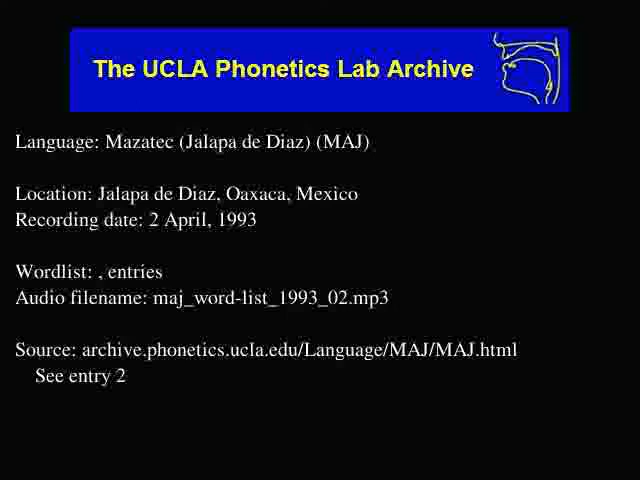 The UCLA Phonetics Lab Archive
Language: Mazatec (Jalapa de Diaz) (MAJ)
Location: Jalapa de Diaz, Oaxaca, Mexico
Recording date: 2 April, 1993
Wordlist: , entries
Audio filename: maj_word-list_1993_02.mp3
Source: archive.phonetics.ucla.edu/Language/MAJ/MAJ.html
See entry 2